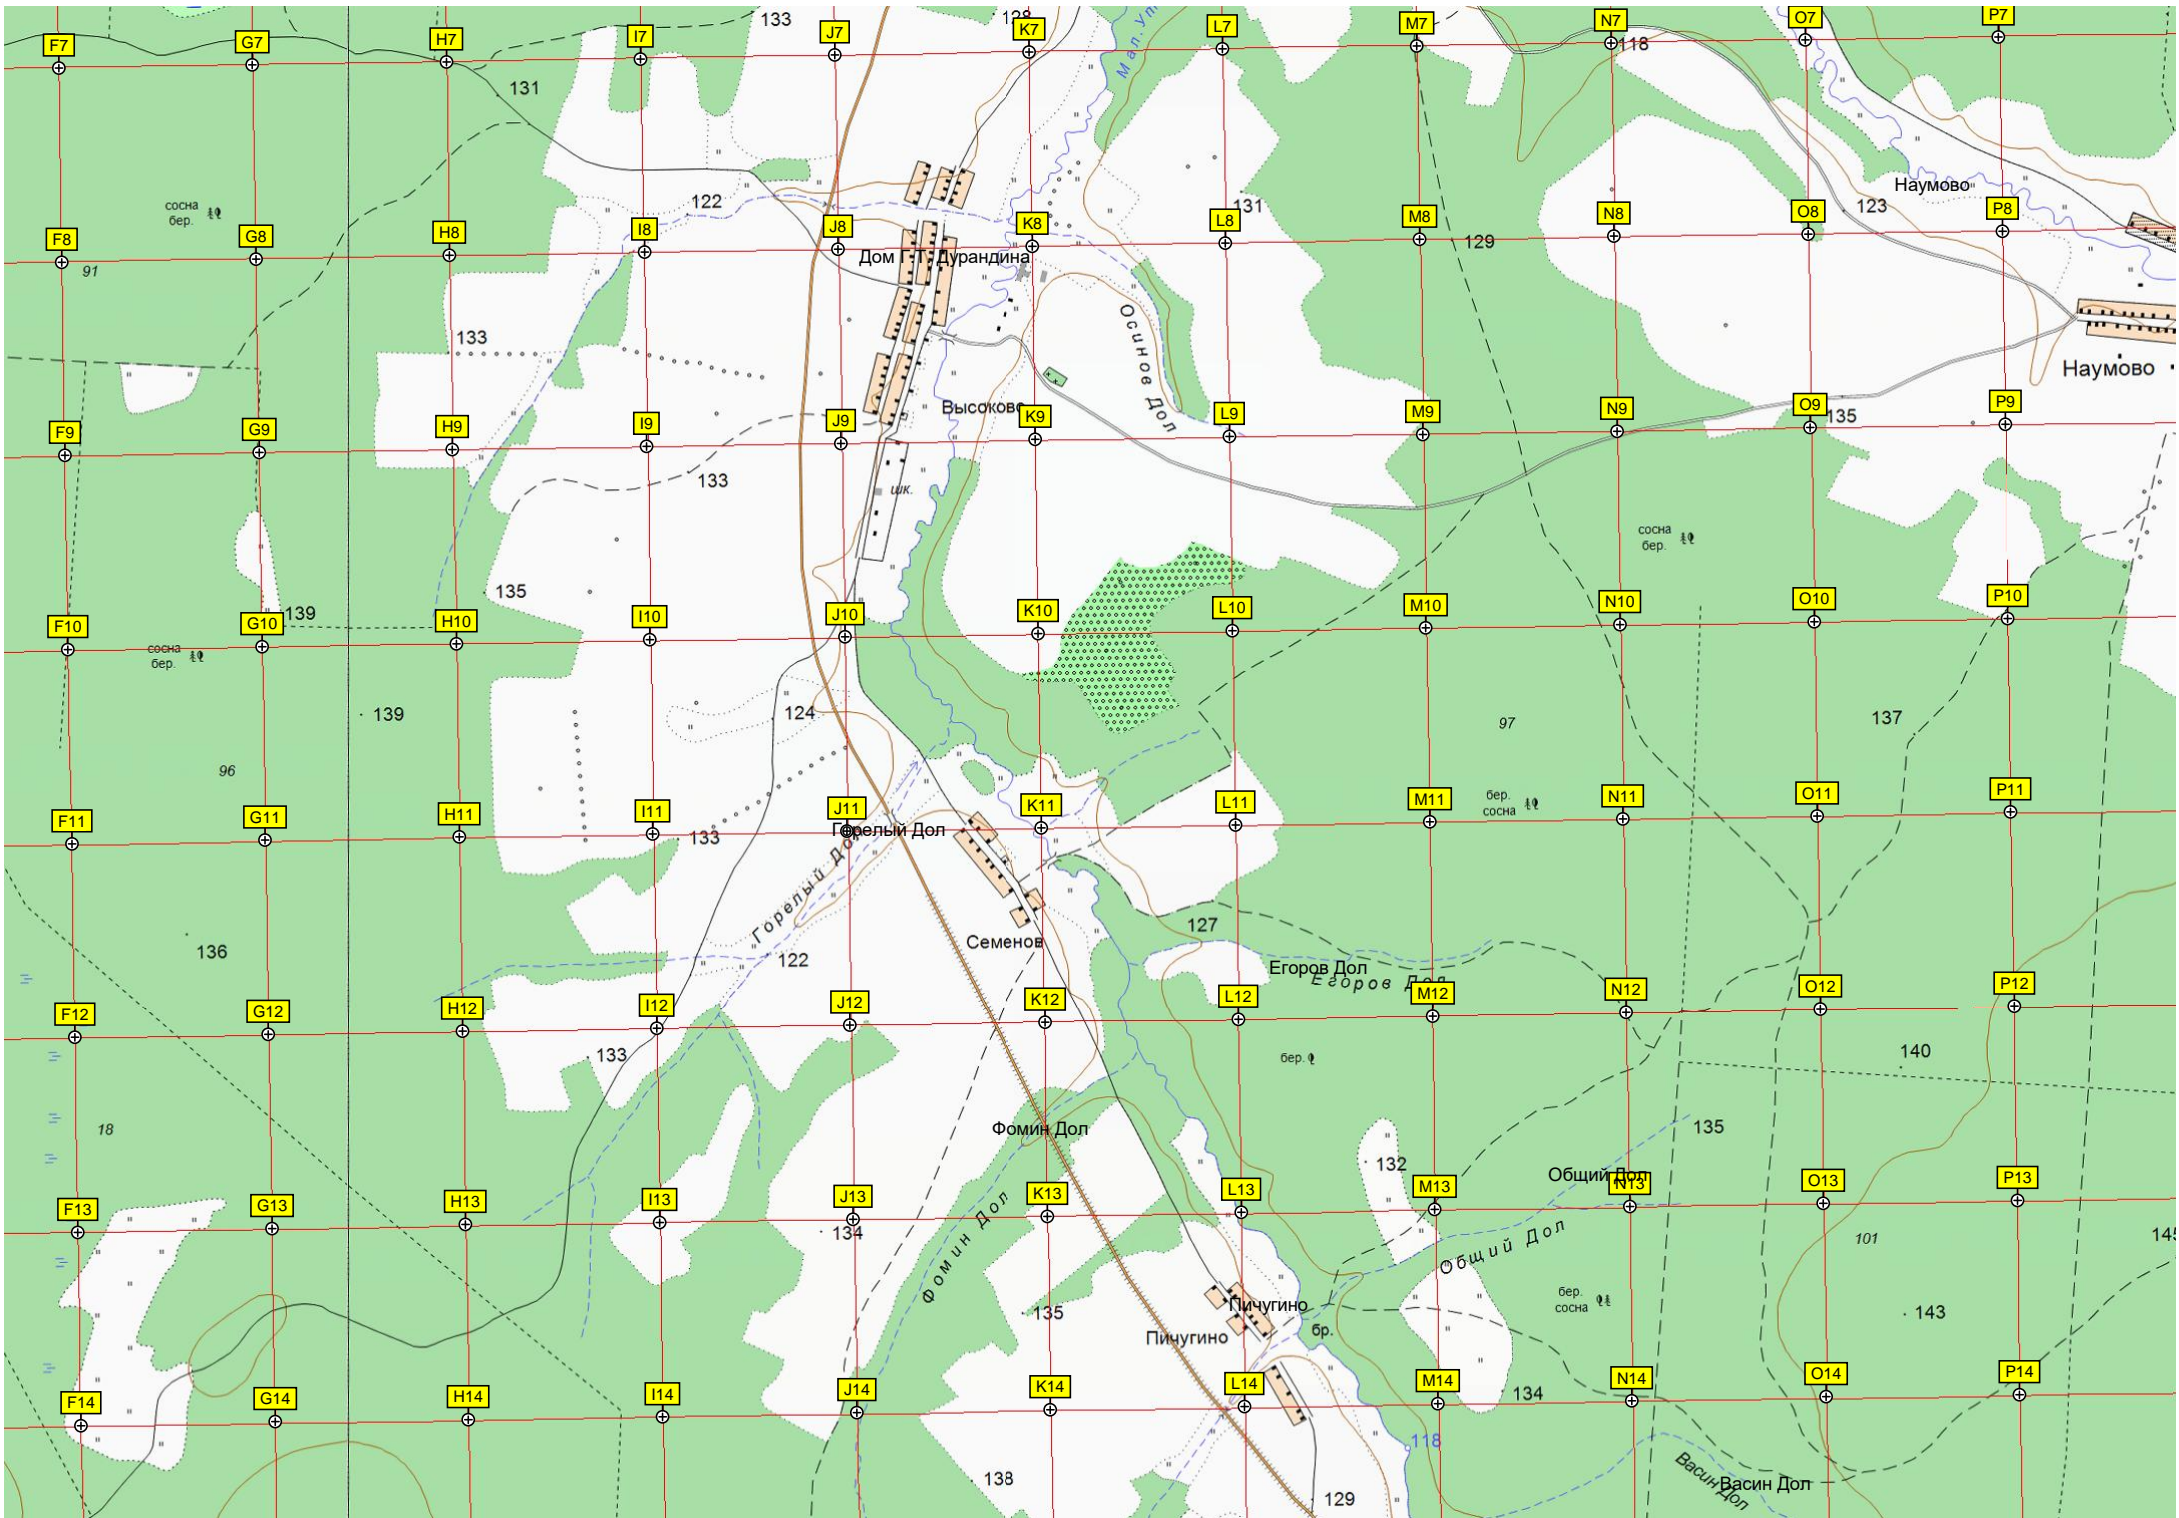 133
128
F7
G7
H7
I7
J7
K7
L7
M7
N7
O7
P7
118
131
Мал.
сосна
бер.
122
131
Наумово
123
F8
G8
H8
I8
J8
K8
L8
M8
N8
O8
P8
129
91
Дом Г. Г. Дурандина
133
Осинов Дол
Наумово
Высоково
F9
G9
H9
I9
J9
K9
L9
M9
N9
O9
P9
135
133
шк.
сосна
бер.
135
139
F10
G10
H10
I10
J10
K10
L10
M10
N10
O10
P10
сосна
бер.
139
124
97
137
96
бер.
сосна
F11
G11
H11
I11
J11
K11
L11
M11
N11
O11
P11
133
Горелый Дол
Горелый Дол
127
136
122
Семенов
Егоров Дол
Егоров Дол
F12
G12
H12
I12
J12
K12
L12
M12
N12
O12
P12
133
бер.
140
18
Фомин Дол
135
132
Общий Дол
F13
G13
H13
I13
J13
K13
L13
M13
N13
O13
P13
134
Фомин Дол
Общий Дол
101
145
135
Пичугино
Пичугино
бр.
бер.
сосна
143
F14
G14
H14
I14
J14
K14
L14
M14
N14
O14
P14
134
118
138
129
Васин Дол
Васин Дол